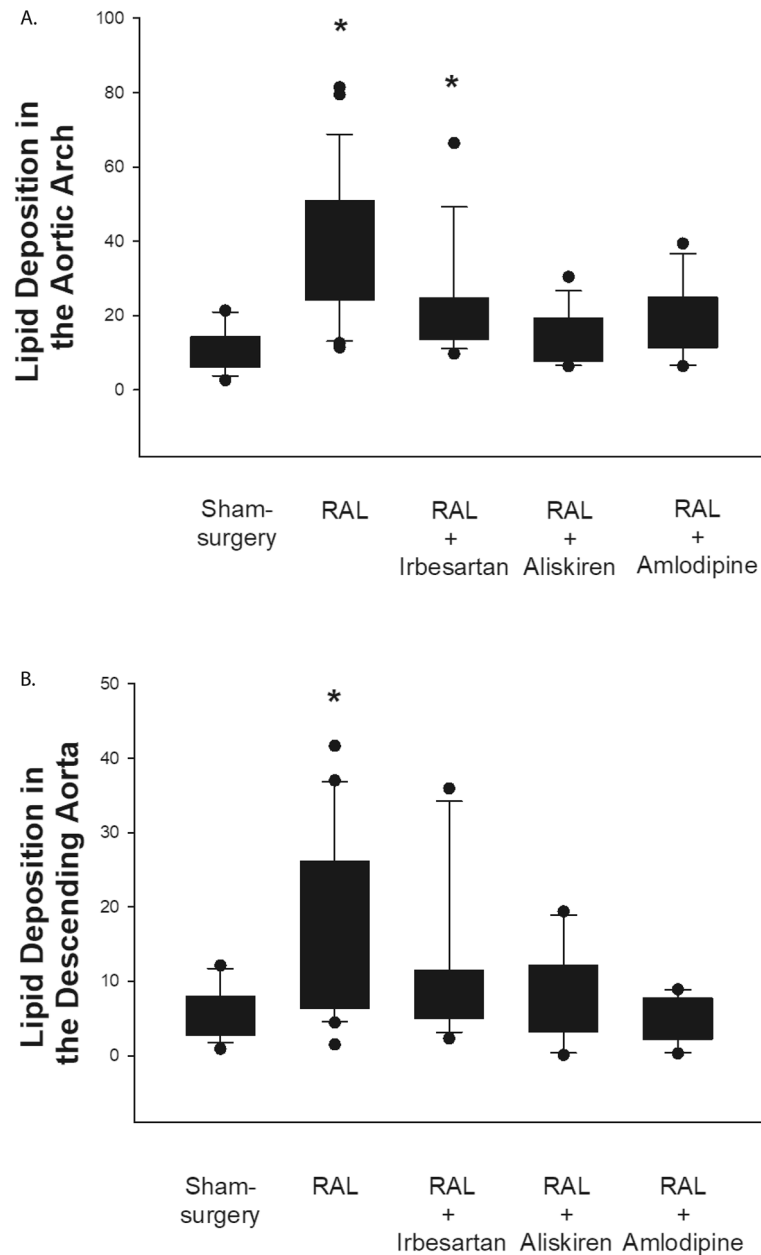 A.
Lipid Deposition in
the Aortic Arch
100
80
60
40
20
0
*
*
Sham-
surgery
RAL
RAL
+
Irbesartan
RAL
+
Aliskiren
RAL
+
Amlodipine
B.
Lipid Deposition in
the Descending Aorta
50
40
30
20
10
0
*
Sham-
surgery
RAL
RAL
+
Irbesartan
RAL
+
Aliskiren
RAL
+
Amlodipine